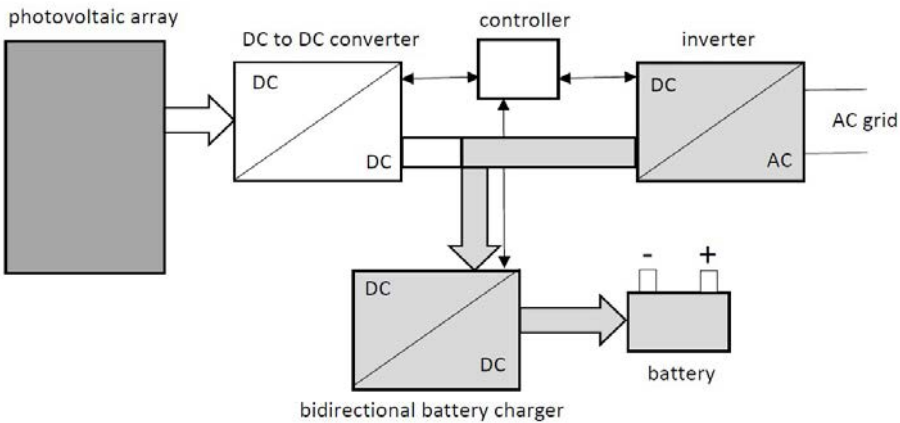 photovoltaic array
DC to DC converter
controller
inverter
DC
DC
DC
AC
AC grid
DC
DC
- +
battery
bidirectional battery charger